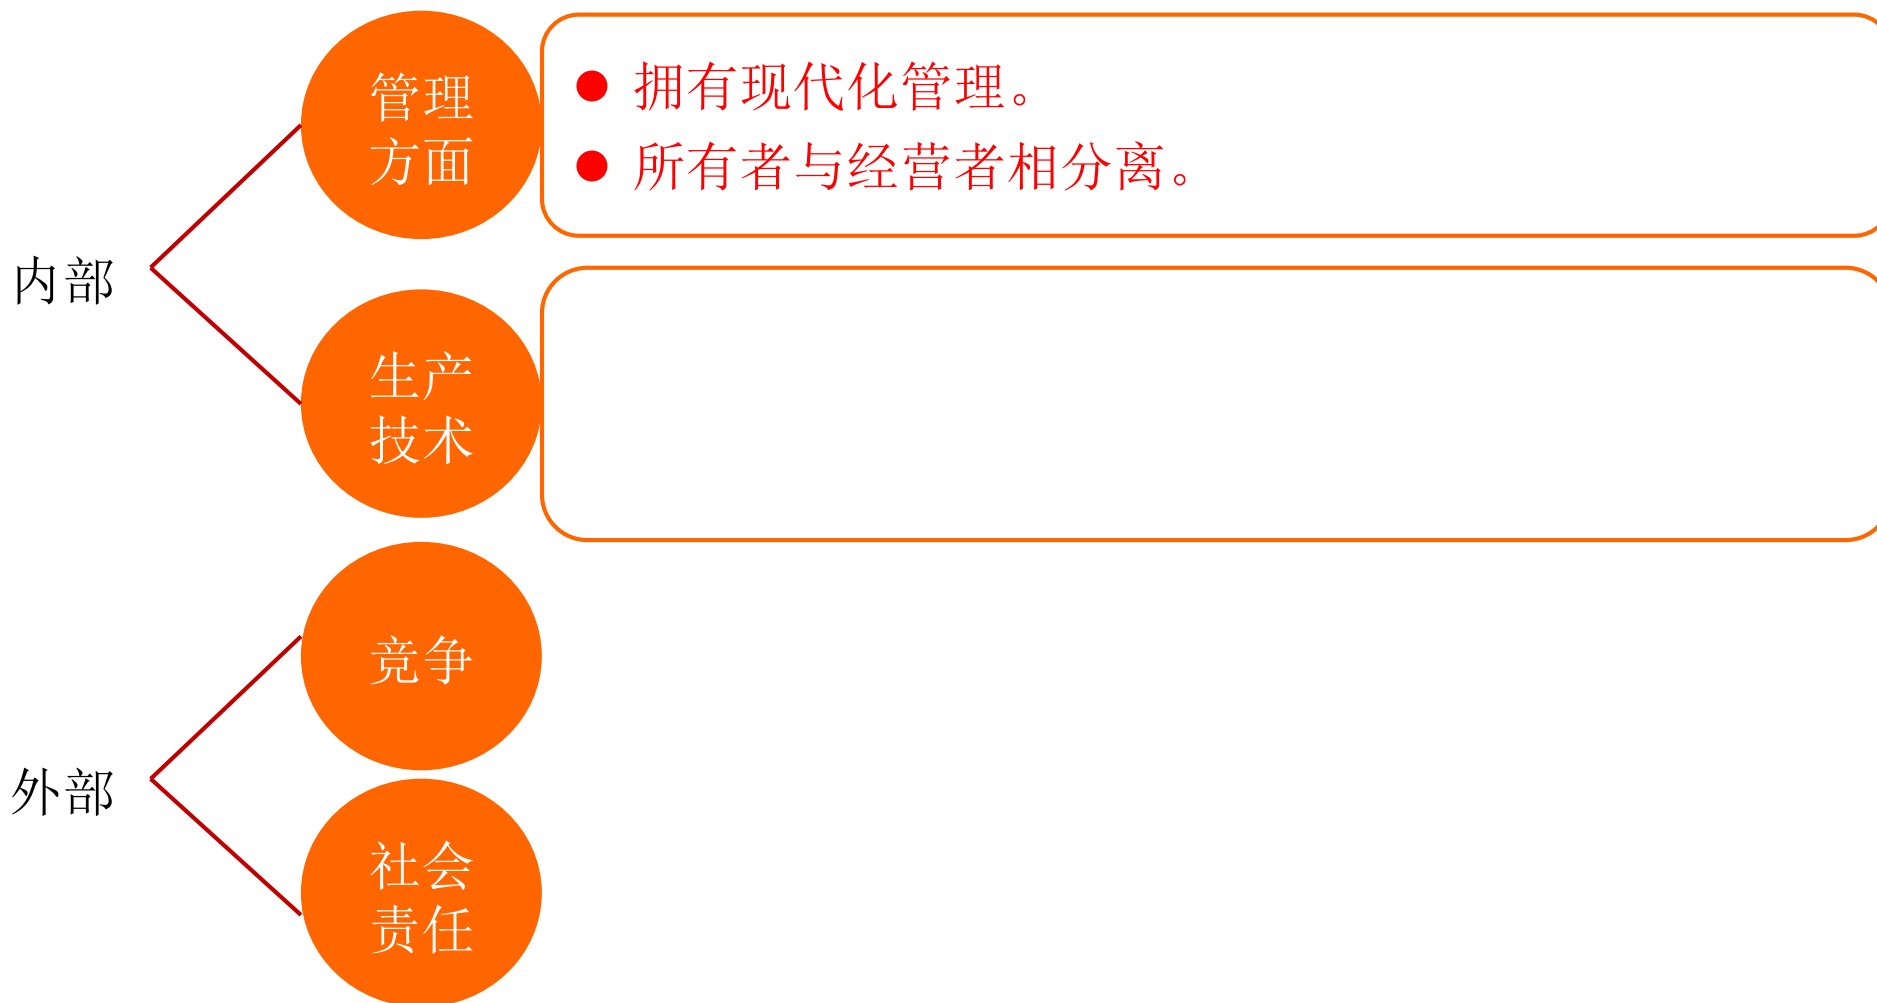 管理
方面
● 拥有现代化管理。
● 所有者与经营者相分离。
内部
生产
技术
竞争
外部
社会
责任